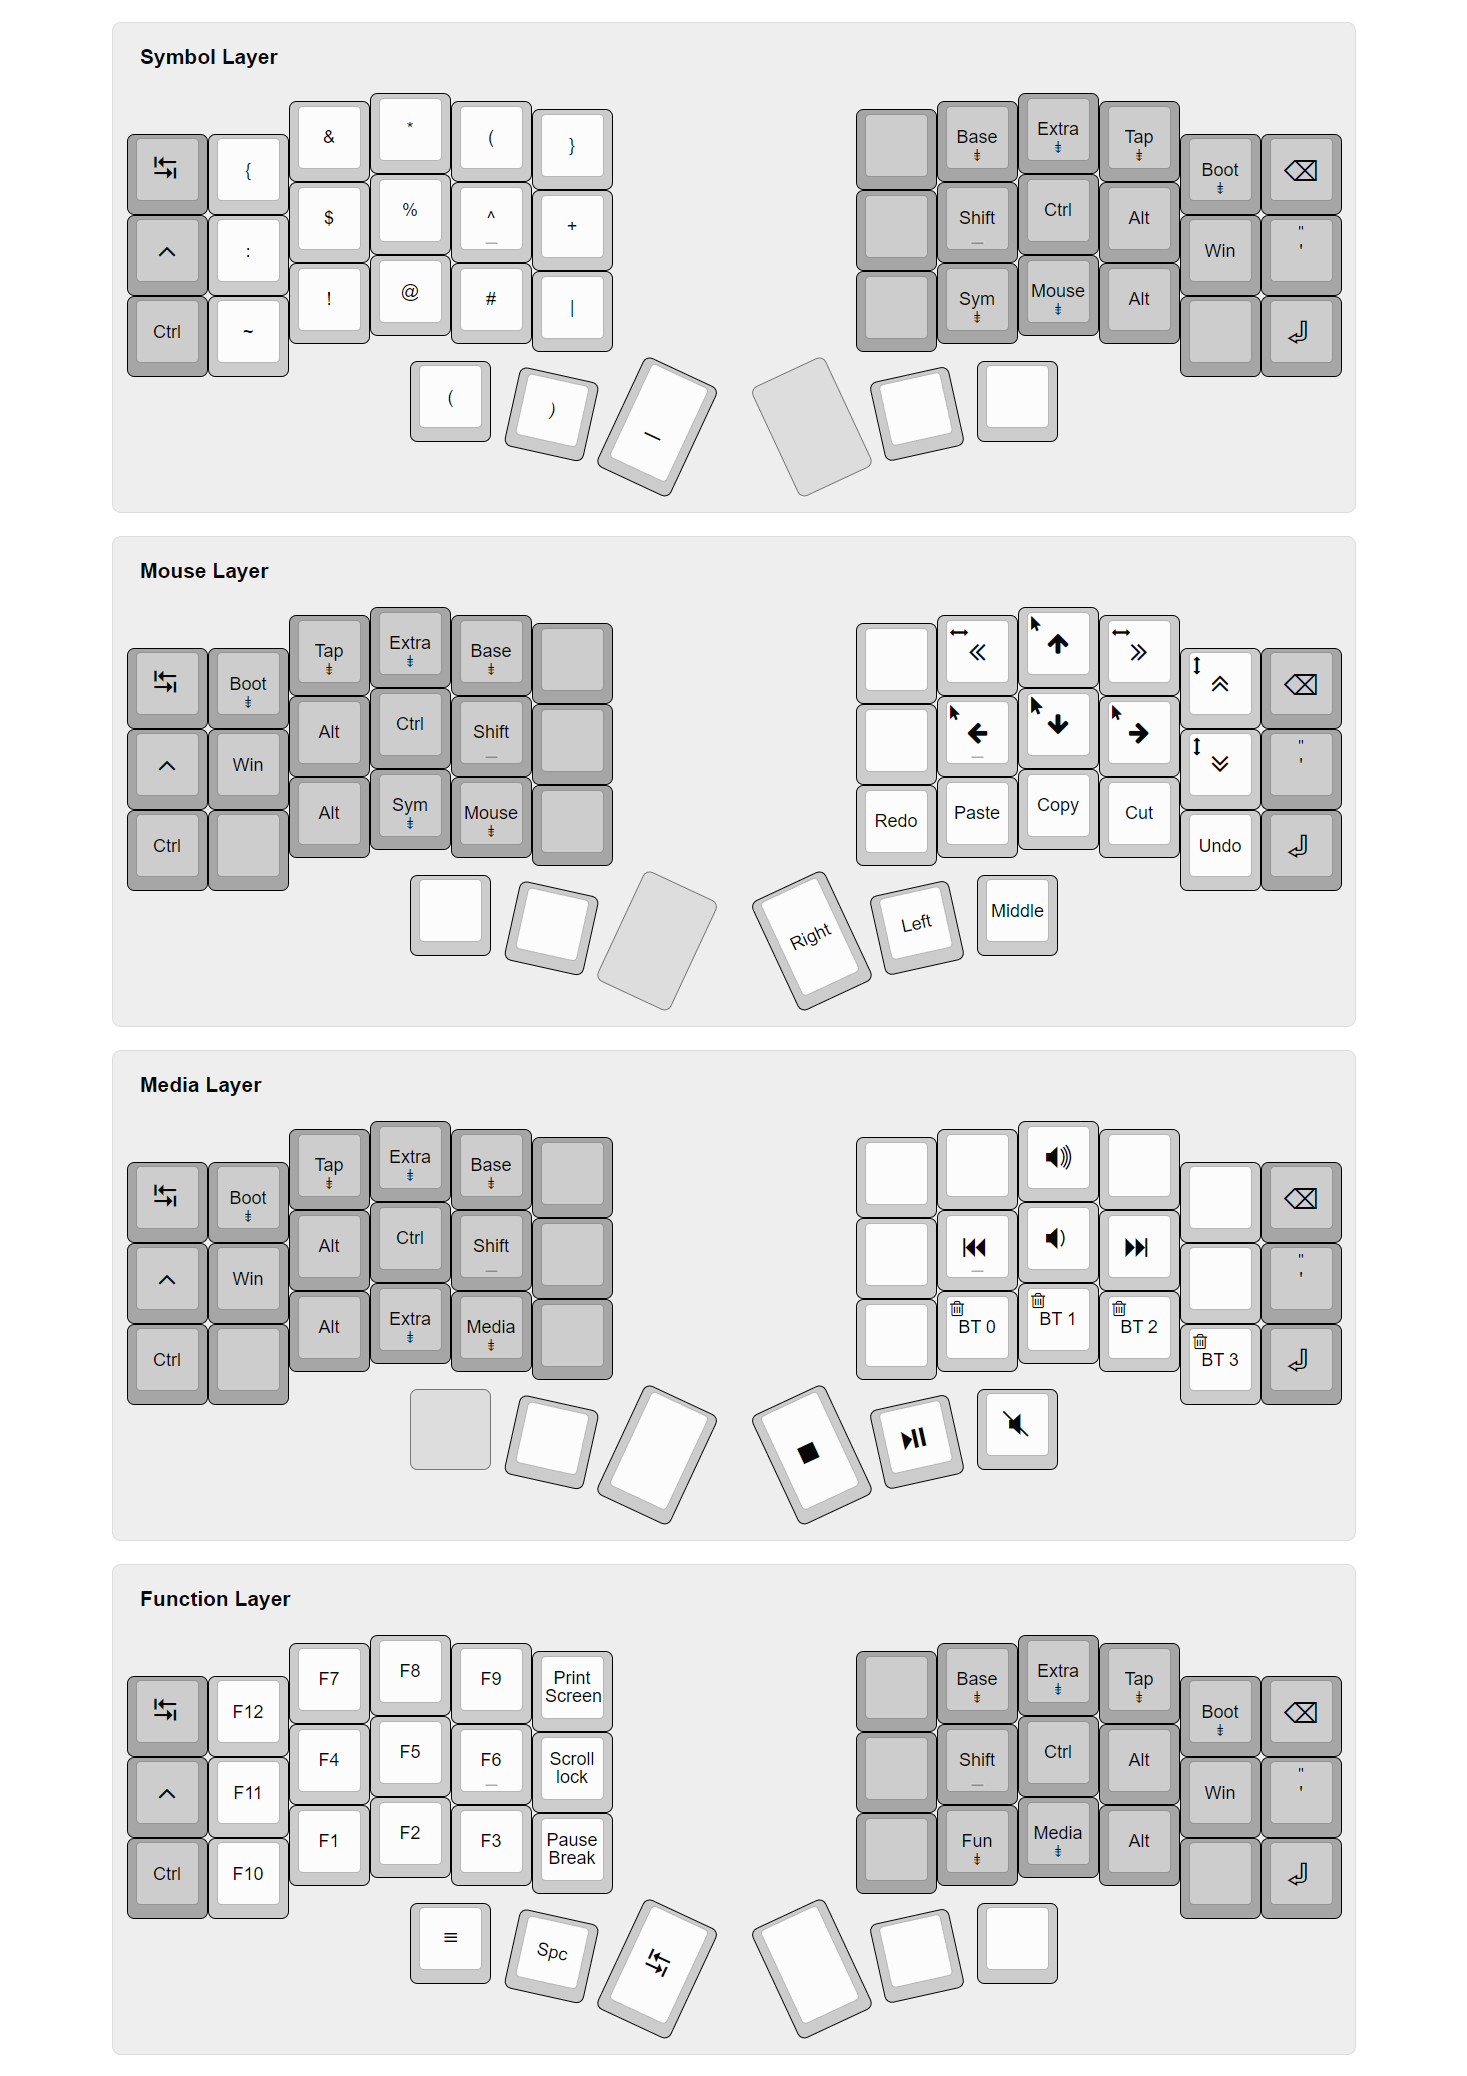 Symbol Layer
& * ( }
{
$ % ^ +
:
! @ # |
Ctrl ~
( ) _
Base Extra Tap
Boot ⌫
Shift Ctrl Alt
Win " '
Sym Mouse Alt
Mouse Layer
Tap Extra Base
Boot
Alt Ctrl Shift
Win
Alt Sym Mouse
Ctrl
⌫
" '
Redo Paste Copy Cut
Undo
Right Left Middle
Media Layer
Tap Extra Base
Boot
Alt Ctrl Shift
Win
Alt Extra Media
Ctrl
⌫
" '
BT 0 BT 1 BT 2
BT 3
Function Layer
F7 F8 F9 Print
Screen
F12
F4 F5 F6 Scroll
lock
F11
F1 F2 F3 Pause
Break
Ctrl F10
≡ Spc
Base Extra Tap
Boot ⌫
Shift Ctrl Alt
Win " '
Fun Media Alt